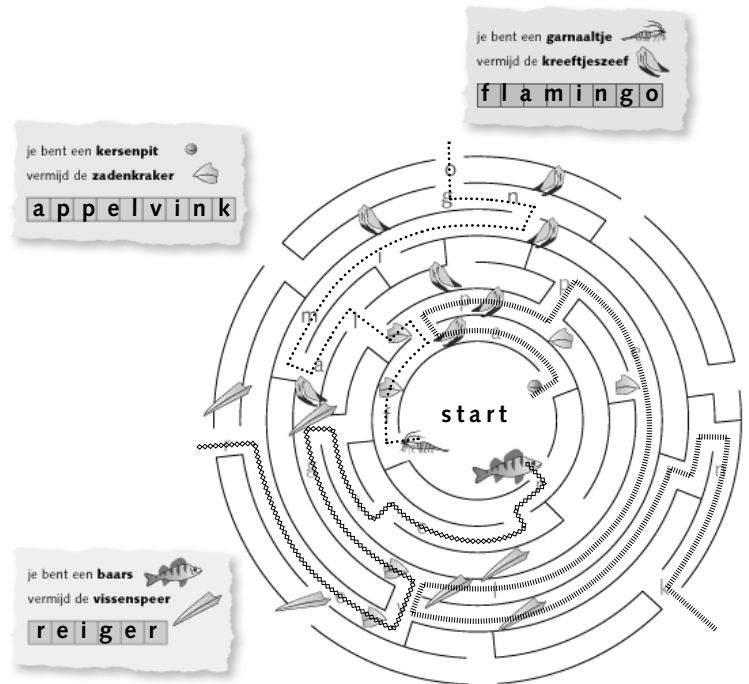 je bent een garnaaltje
vermijd de kreeftjeszeef
flamingo
je bent een kersenpit
vermijd de zadenkraker
appelvink
o
g n
i
p
m l
p
a
e
a
start
n
je bent een baars
vermijd de vissenspeer
reiger
k